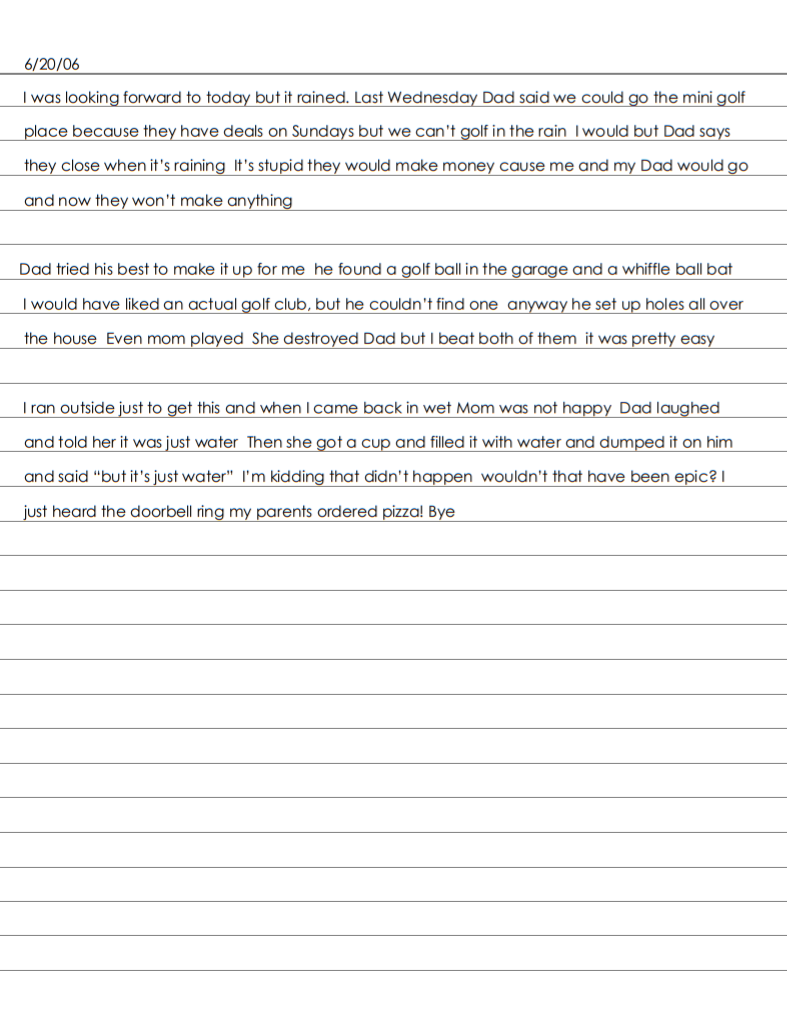 6/20/06
I was looking forward to today but it rained. Last Wednesday Dad said we could go the mini golf
place because they have deals on Sundays but we can't golf in the rain  I would but Dad says
they close when it's raining  It's stupid they would make money cause me and my Dad would go
and now they won't make anything
Dad tried his best to make it up for me  he found a golf ball in the garage and a whiffle ball bat
I would have liked an actual golf club, but he couldn't find one  anyway he set up holes all over
the house  Even mom played  She destroyed Dad but I beat both of them  it was pretty easy
I ran outside just to get this and when I came back in wet Mom was not happy  Dad laughed
and told her it was just water  Then she got a cup and filled it with water and dumped it on him
and said “but it's just water”  I'm kidding that didn't happen  wouldn't that have been epic? I
just heard the doorbell ring my parents ordered pizza! Bye